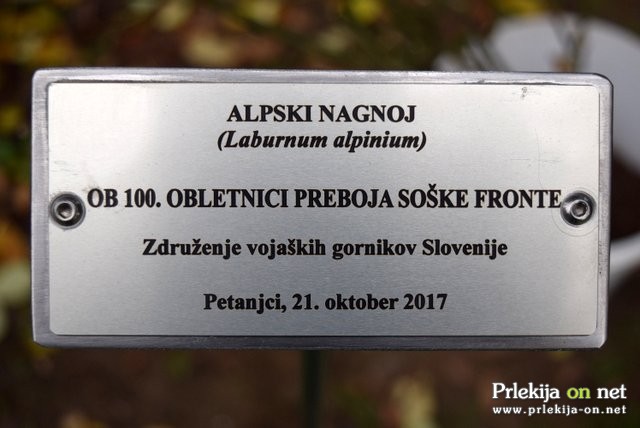 ALPSKI NAGNOJ
(Laburnum alpinium)
OB 100. OBLETNICI PREBOJA SOŠKE FRONTE
Združenje vojaških gornikov Slovenije
Petanjci, 21. oktober 2017
Prlekija on net
www.prlekija-on.net